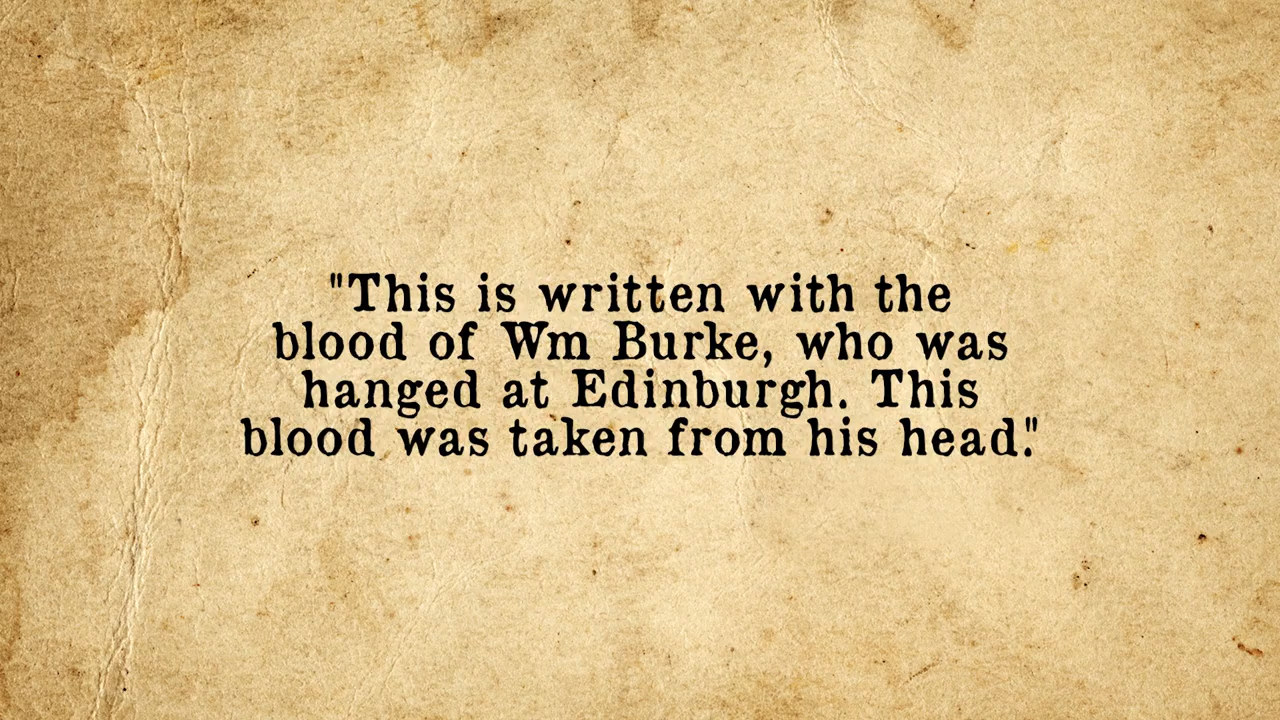 "This is written with the
blood of Wm Burke, who was
hanged at Edinburgh. This
blood was taken from his head."